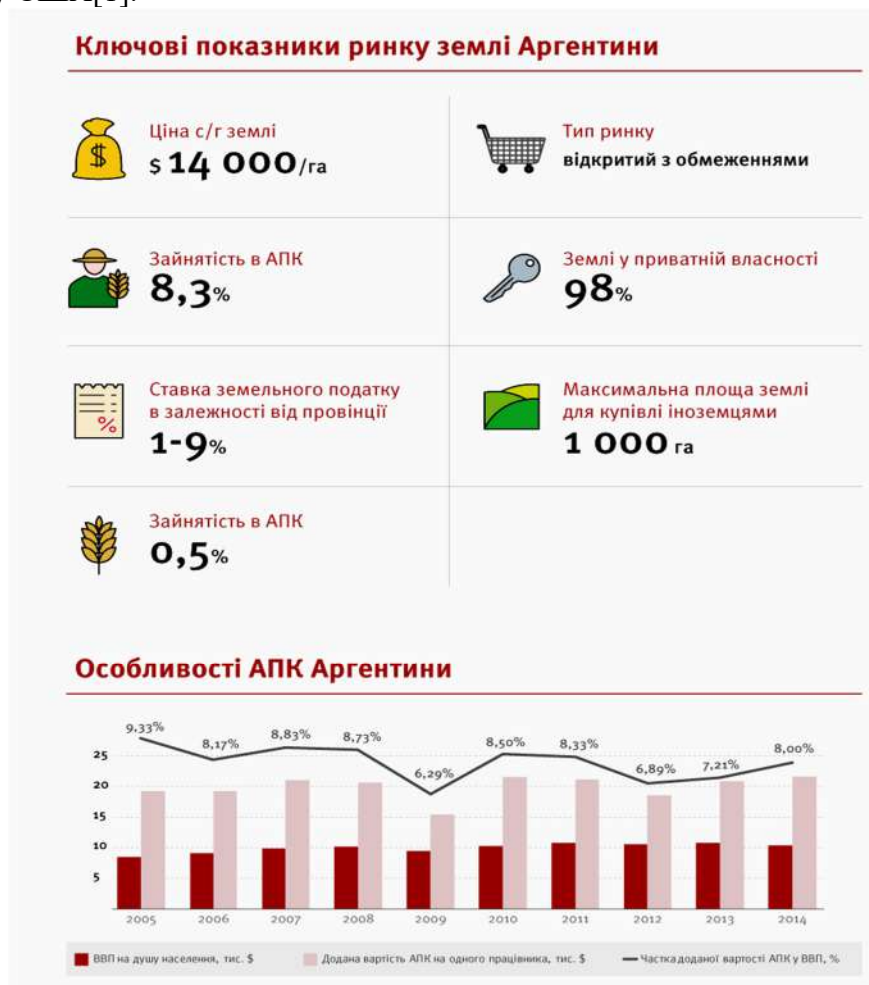 Ключові показники ринку землі Аргентини
Ціна с/г землі
$ 14 000/га
Тип ринку
відкритий з обмеженнями
Зайнятість в АПК
8,3%
Землі у приватній власності
98%
Ставка земельного податку
в залежності від провінції
1-9%
Максимальна площа землі
для купівлі іноземцями
1 000 га
Зайнятість в АПК
0,5%
Особливості АПК Аргентини
9,33%
8,17%
8,83%
8,73%
6,29%
8,50%
8,33%
6,89%
7,21%
8,00%
25
20
15
10
5
2005 2006 2007 2008 2009 2010 2011 2012 2013 2014
ВВП на душу населення, тис. $ Додана вартість АПК на одного працівника, тис. $ Частка доданої вартості АПК у ВВП, %